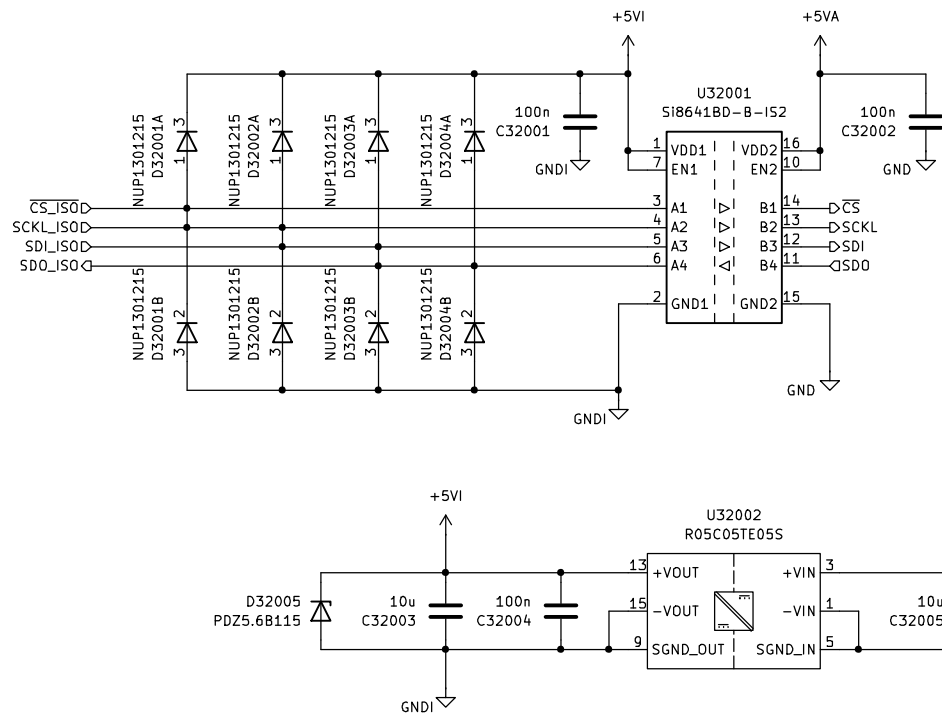 +5VI
+5VA
U32001
Si8641BD-B-IS2
100n
C32001
GNDI
100n
C32002
GND
NUP1301215
D32001A
3
1
NUP1301215
D32002A
3
1
NUP1301215
D32003A
3
1
NUP1301215
D32004A
3
1
1 VDD1 VDD2 16
7 EN1 EN2 10
CS_ISO 3 A1 B1 14 CS
SCKL_ISO 4 A2 B2 13 SCKL
SDI_ISO 5 A3 B3 12 SDI
SDO_ISO 6 A4 B4 11 SDO
2 GND1 GND2 15
NUP1301215
D32001B
2
3
NUP1301215
D32002B
2
3
NUP1301215
D32003B
2
3
NUP1301215
D32004B
2
3
GNDI
GND
+5VI
U32002
R05C05TE05S
D32005
PDZ5.6B115
10u
C32003
100n
C32004
13 +VOUT +VIN 3
15 -VOUT -VIN 1
9 SGND_OUT SGND_IN 5
10u
C32005
GNDI